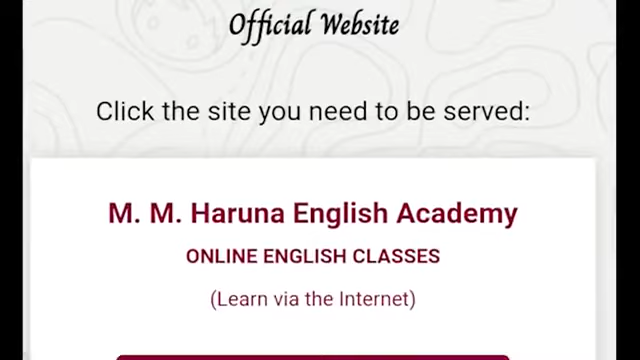 Official Website
Click the site you need to be served:
M. M. Haruna English Academy
ONLINE ENGLISH CLASSES
(Learn via the Internet)